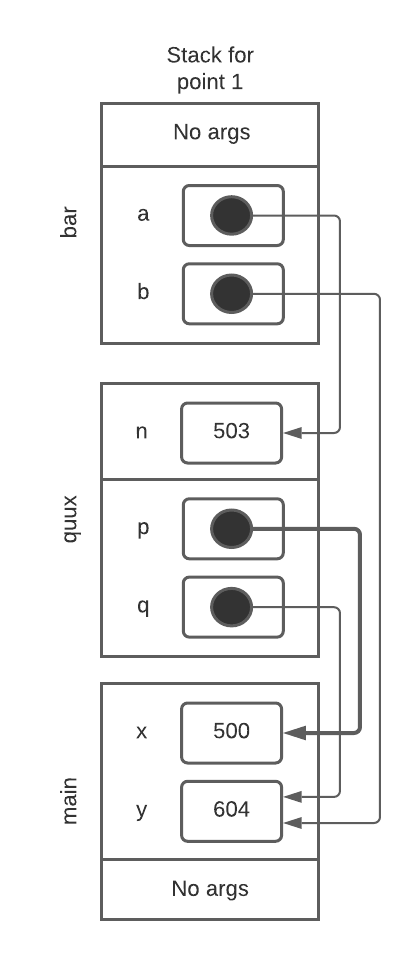 Stack for
point 1
No args
bar
a
b
quux
n
503
p
q
main
x
500
y
604
No args